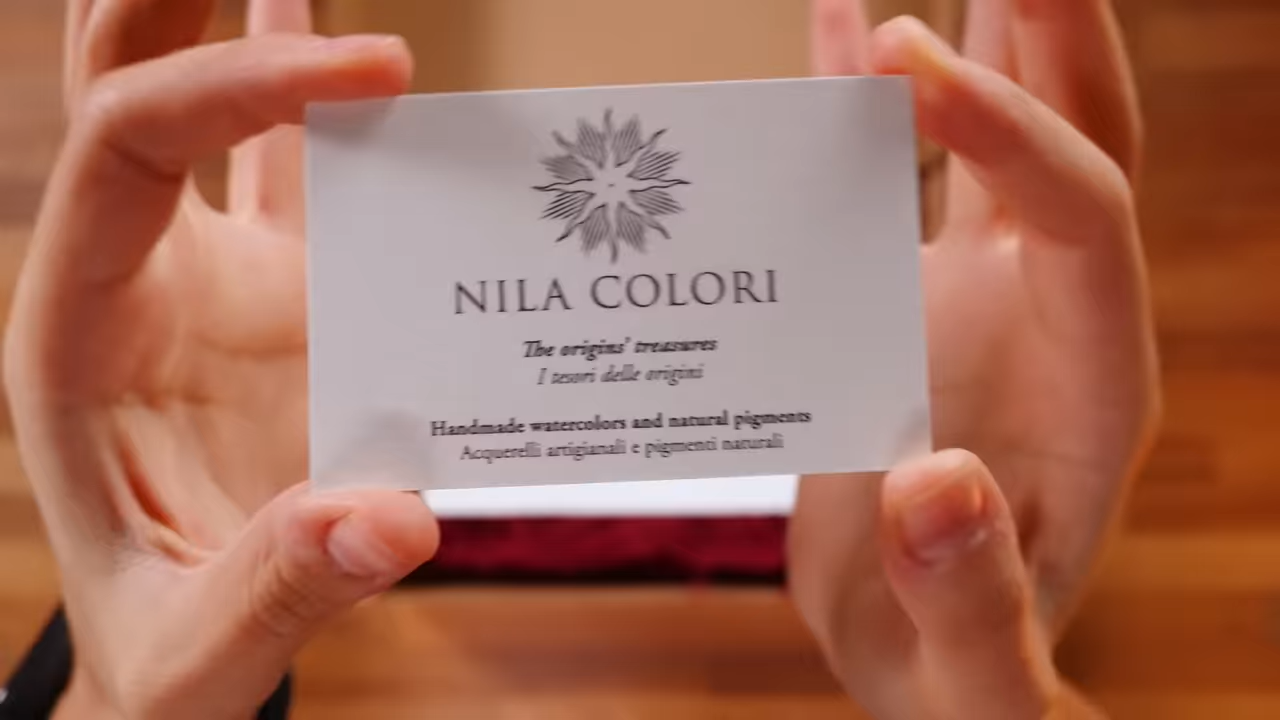 NILA COLORI
The origins' treasures
I tesori delle origini
Handmade watercolors and natural pigments
Acquerelli artigianali e pigmenti naturali